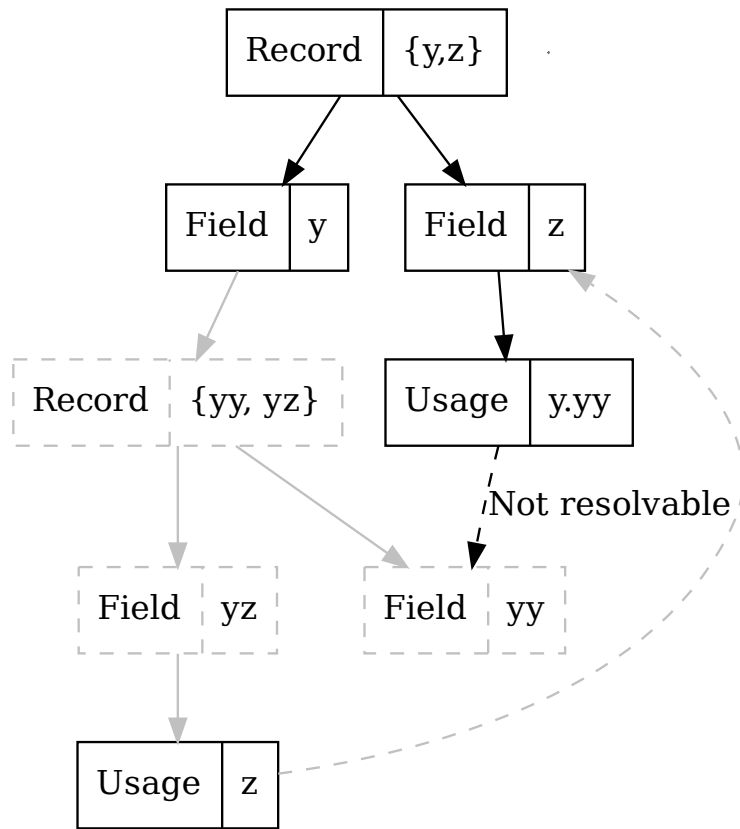 Record {y,z}
Field y
Field z
Record {yy, yz}
Usage y.yy
Not resolvable
Field yz
Field yy
Usage z